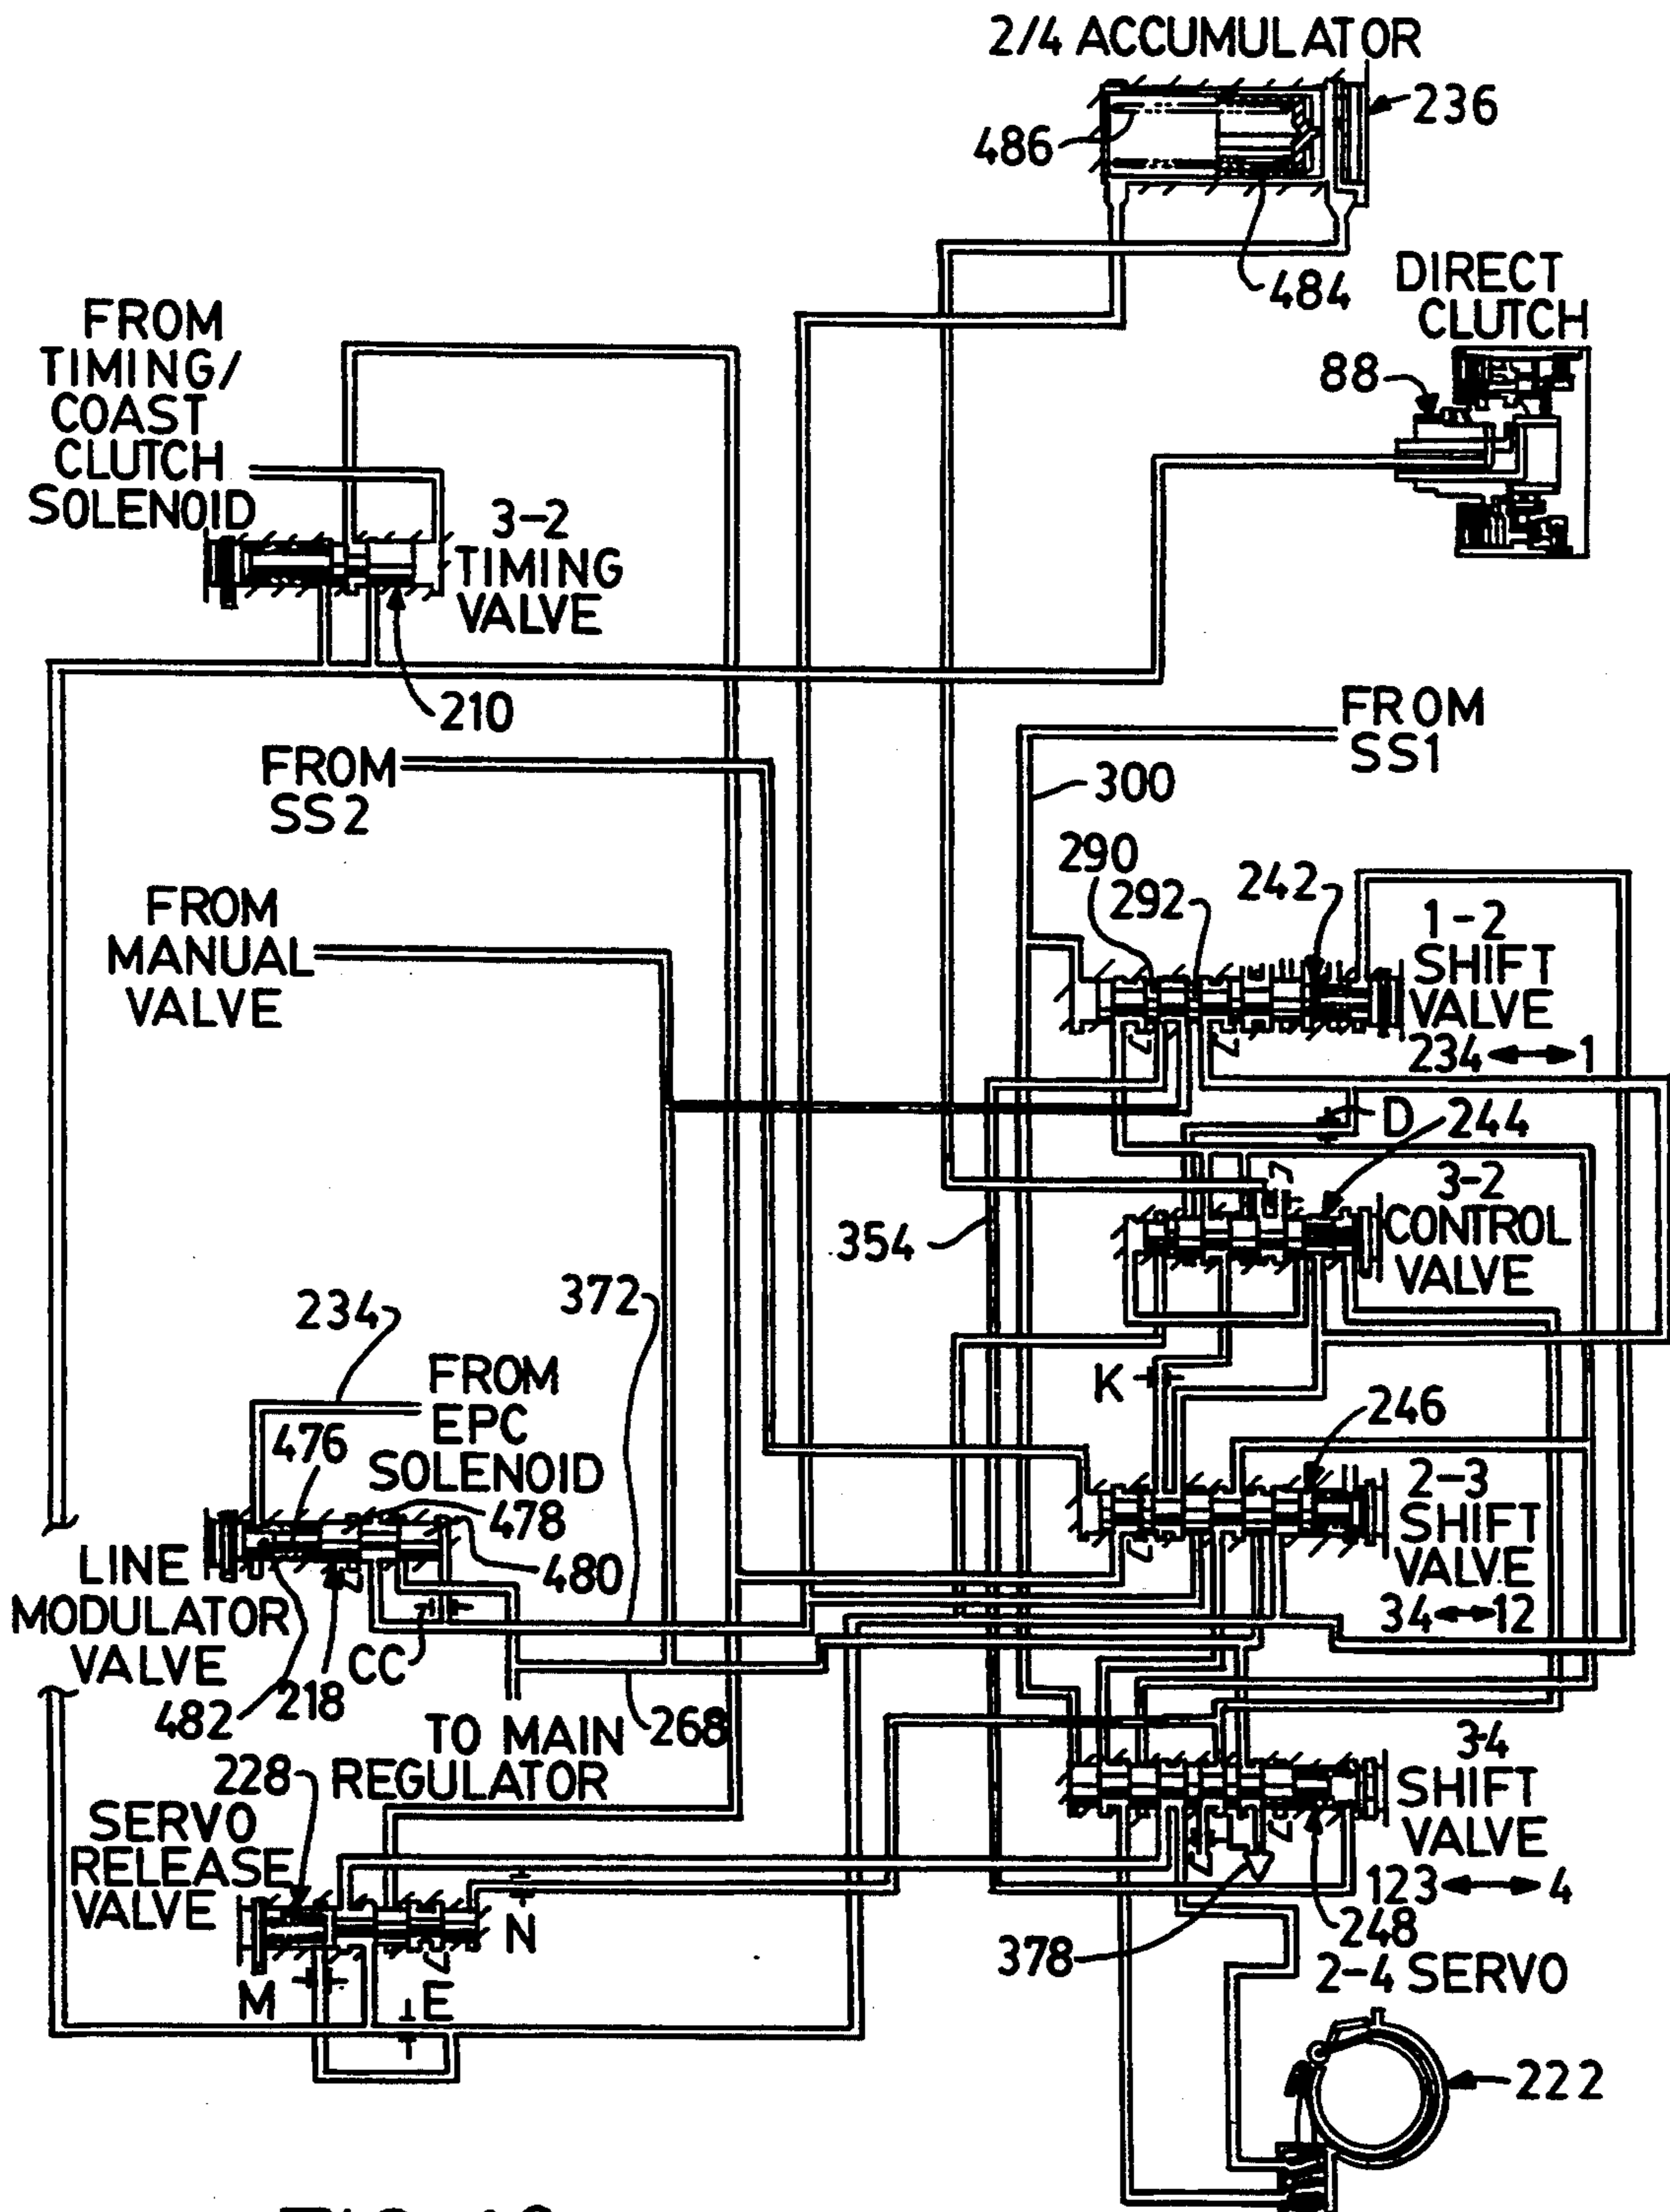 2/4 ACCUMULATOR
236
486
484
DIRECT
CLUTCH
88
FROM
TIMING/
COAST
CLUTCH
SOLENOID
3-2
TIMING
VALVE
210
FROM
SS2
FROM
SS1
300
290
292
242
1-2
SHIFT
VALVE
234 1
FROM
MANUAL
VALVE
D
244
3-2
CONTROL
VALVE
354
372
234
FROM
EPC
SOLENOID
476
478
480
K
246
2-3
SHIFT
VALVE
34 12
LINE
MODULATOR
VALVE
CC
482
218
TO MAIN
REGULATOR
268
228
SERVO
RELEASE
VALVE
34
SHIFT
VALVE
123 4
248
378
N
M
E
2-4 SERVO
222